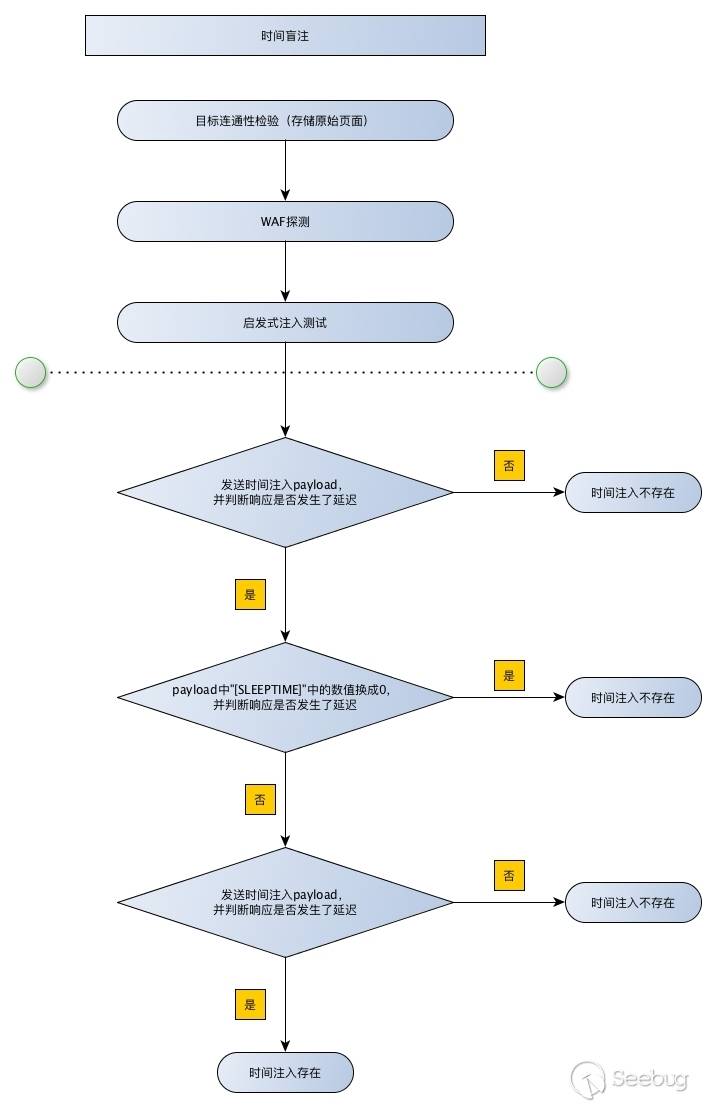 时间盲注
目标连通性检验（存储原始页面）
WAF探测
启发式注入测试
发送时间注入payload，
并判断响应是否发生了延迟
否
时间注入不存在
是
payload中"[SLEEPTIME]"中的数值换成0，
并判断响应是否发生了延迟
是
时间注入不存在
否
发送时间注入payload，
并判断响应是否发生了延迟
否
时间注入不存在
是
时间注入存在
Seebug